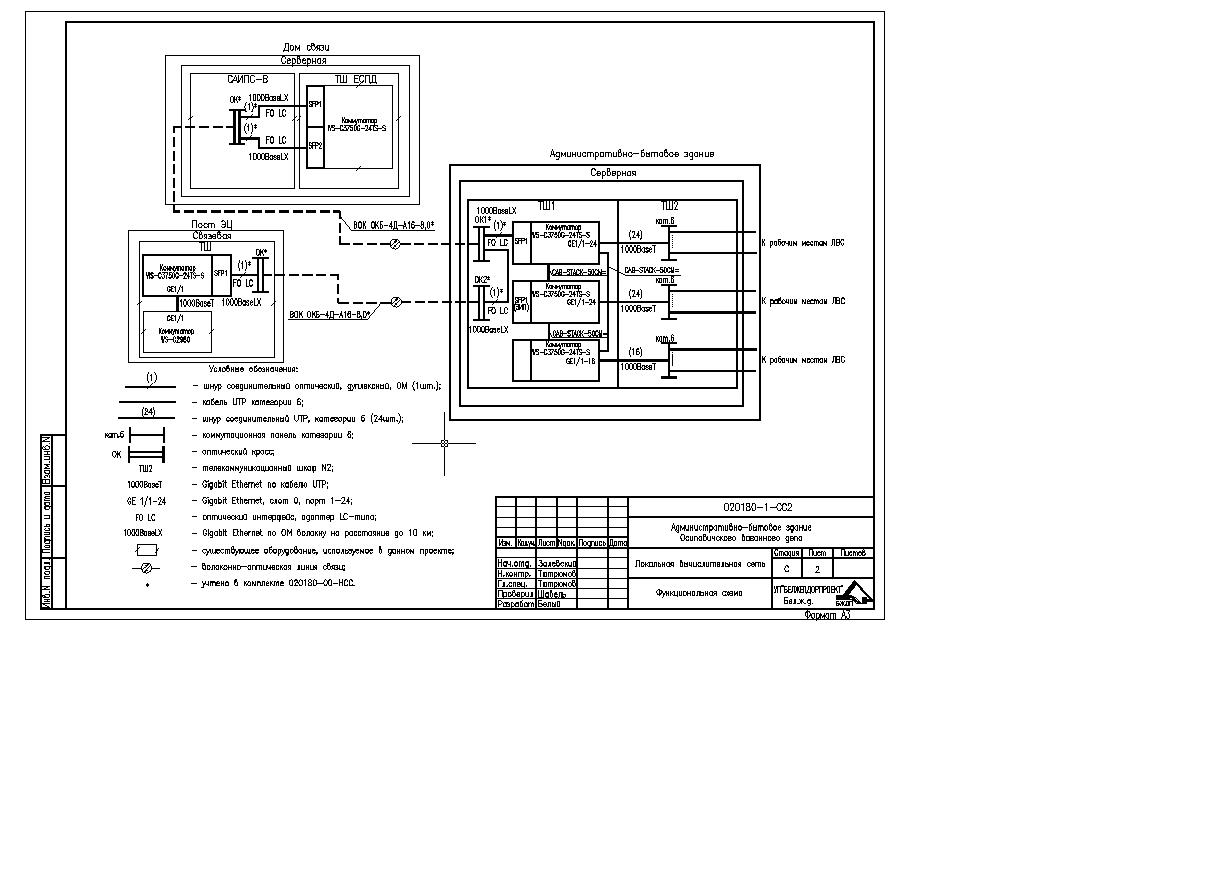 Дом связи
Серверная
САИПС-В
ТШ ЕСПД
ОК*
1000BaseLX
(1)*
FO LC
(1)*
FO LC
1000BaseLX
SFP1
SFP2
Коммутатор
WS-C3750G-24TS-S
ВОК ОКБ-4Д-А16-8,0*
Пост ЭЦ
Связевая
ТШ
Коммутатор
WS-C3750G-24TS-S
GE1/1
SFP1
ОК*
(1)*
FO LC
1000BaseT
1000BaseLX
GE1/1
Коммутатор
WS-C2960
ВОК ОКБ-4Д-А16-8,0*
Административно-бытовое здание
Серверная
ТШ1
ТШ2
1000BaseLX
ОК1*
(1)*
FO LC
SFP1
Коммутатор
WS-C3750G-24TS-S
GE1/1-24
(24)
1000BaseT
кат.6
К рабочим местам ЛВС
CAB-STACK-50CM=
CAB-STACK-50CM=
ОК2*
(1)*
FO LC
1000BaseLX
SFP1
(ЗИП)
Коммутатор
WS-C3750G-24TS-S
GE1/1-24
(24)
1000BaseT
кат.6
К рабочим местам ЛВС
CAB-STACK-50CM=
Коммутатор
WS-C3750G-24TS-S
GE1/1-16
(16)
1000BaseT
кат.6
К рабочим местам ЛВС
Условные обозначения:
(1) - шнур соединительный оптический, дуплексный, ОМ (1шт.);
- кабель UTP категории 6;
(24) - шнур соединительный UTP, категории 6 (24шт.);
кат.6 - коммутационная панель категории 6;
ОК - оптический кросс;
ТШ2 - телекоммуникационный шкаф N2;
1000BaseT - Gigabit Ethernet по кабелю UTP;
GE 1/1-24 - Gigabit Ethernet, слот 0, порт 1-24;
FO LC - оптический интерфейс, адаптер LC-типа;
1000BaseLX - Gigabit Ethernet по ОМ волокну на расстояние до 10 км;
- существующее оборудование, используемое в данном проекте;
- волоконно-оптическая линия связи;
* - учтено в комплекте 020180-00-НСС.
Взам.инв.N
Подпись и дата
Инв.N подл
020180-1-СС2
Административно-бытовое здание
Осиповичского вагонного депо
Изм. Кол.уч Лист Nдок. Подпись Дата
Нач.отд. Залевский
Н.контр. Тютрюмов
Гл.спец. Тютрюмов
Проверил Шабель
Разработ Белый
Локальная вычислительная сеть
Стадия Лист Листов
С 2
Функциональная схема
УП"БЕЛЖЕЛДОРПРОЕКТ"
Бел.ж.д.
БЖДП
Формат А3